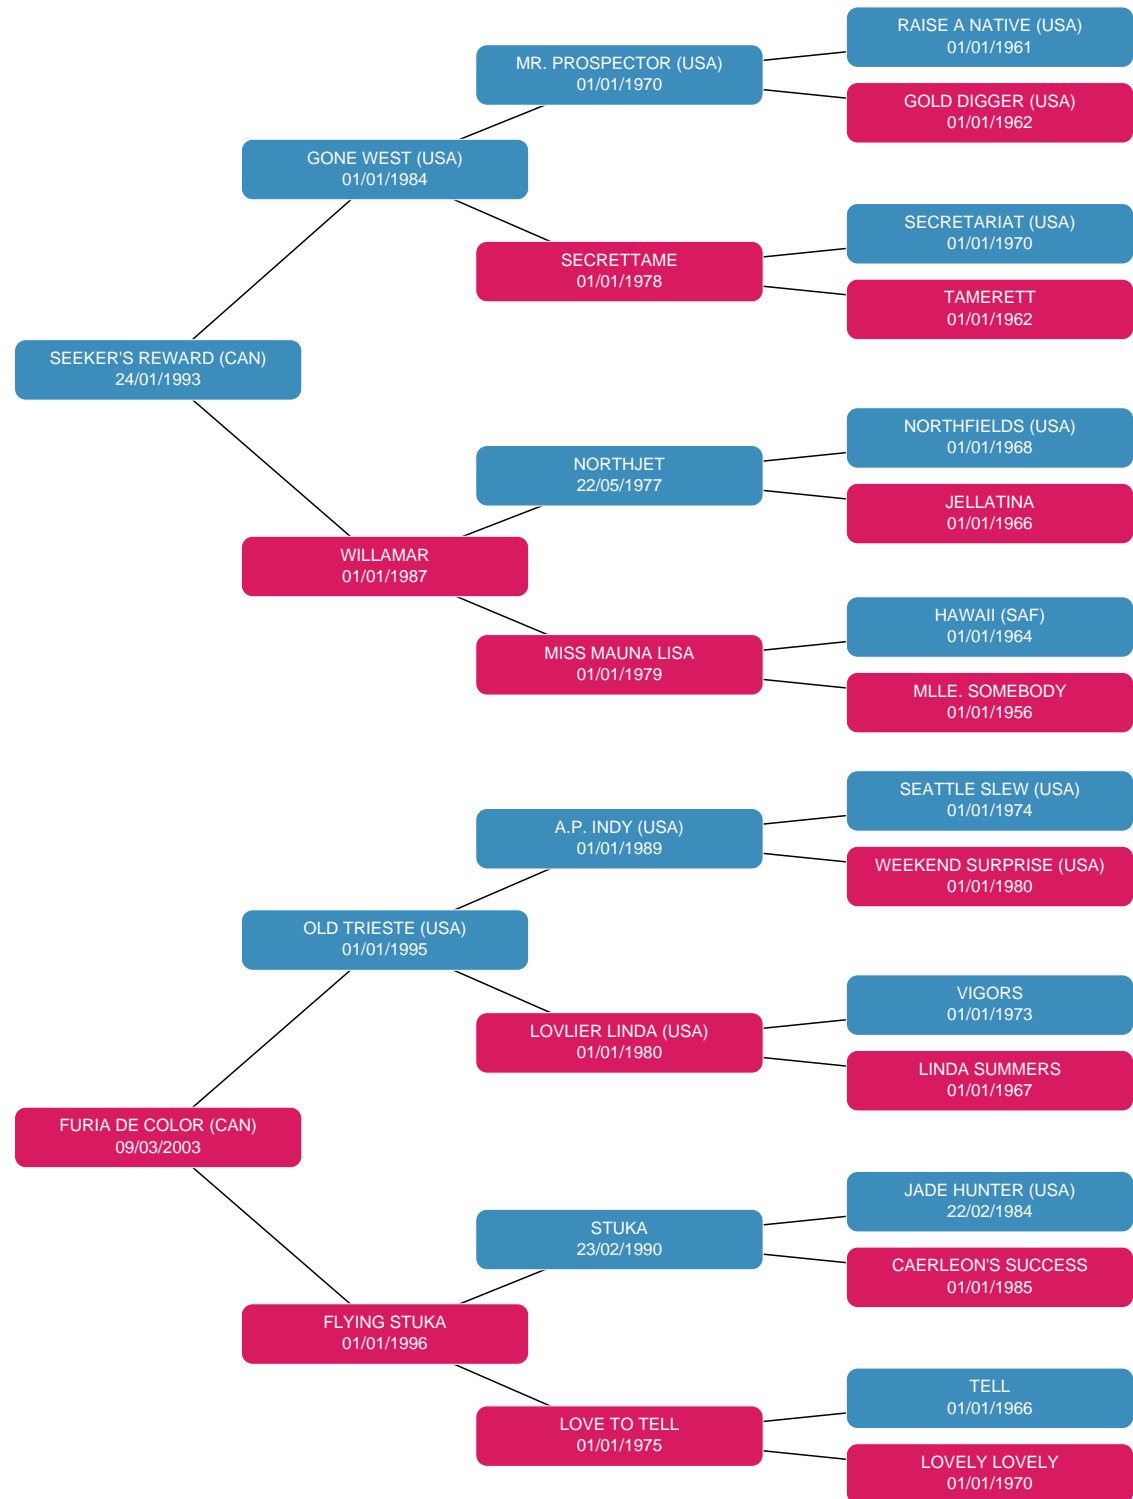 RAISE A NATIVE (USA)
01/01/1961
MR. PROSPECTOR (USA)
01/01/1970
GOLD DIGGER (USA)
01/01/1962
GONE WEST (USA)
01/01/1984
SECRETARIAT (USA)
01/01/1970
SECRETTAME
01/01/1978
TAMERETT
01/01/1962
SEEKER'S REWARD (CAN)
24/01/1993
NORTHFIELDS (USA)
01/01/1968
NORTHJET
22/05/1977
JELLATINA
01/01/1966
WILLAMAR
01/01/1987
HAWAII (SAF)
01/01/1964
MISS MAUNA LISA
01/01/1979
MLLE. SOMEBODY
01/01/1956
SEATTLE SLEW (USA)
01/01/1974
A.P. INDY (USA)
01/01/1989
WEEKEND SURPRISE (USA)
01/01/1980
OLD TRIESTE (USA)
01/01/1995
VIGORS
01/01/1973
LOVLIER LINDA (USA)
01/01/1980
LINDA SUMMERS
01/01/1967
FURIA DE COLOR (CAN)
09/03/2003
JADE HUNTER (USA)
22/02/1984
STUKA
23/02/1990
CAERLEON'S SUCCESS
01/01/1985
FLYING STUKA
01/01/1996
TELL
01/01/1966
LOVE TO TELL
01/01/1975
LOVELY LOVELY
01/01/1970